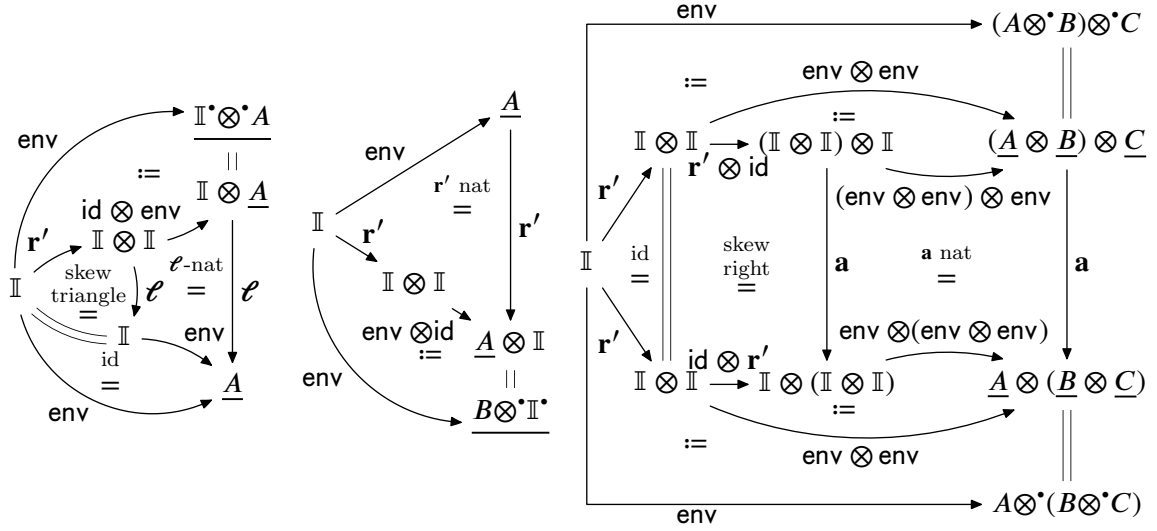 env
𝕀•⊗•A
||
:=
𝕀 ⊗ A
id ⊗ env
r′
𝕀 ⊗ 𝕀
𝕀
skew
triangle
=
ℓ
ℓ-nat
=
ℓ
𝕀
id
=
env
A
env
A
env
r′ nat
=
r′
𝕀
r′
𝕀 ⊗ 𝕀
env ⊗id
:=
A ⊗ 𝕀
||
env
B⊗•𝕀•
env
(A⊗•B)⊗•C
:=
env ⊗ env
:=
𝕀 ⊗ 𝕀
(𝕀 ⊗ 𝕀) ⊗ 𝕀
(A ⊗ B) ⊗ C
r′ ⊗ id
r′
(env ⊗ env) ⊗ env
𝕀
id
=
skew
right
=
a
a nat
=
a
r′
id ⊗ r′
env ⊗(env ⊗ env)
𝕀 ⊗ 𝕀
𝕀 ⊗ (𝕀 ⊗ 𝕀)
A ⊗ (B ⊗ C)
:=
:=
env ⊗ env
env
A⊗•(B⊗•C)